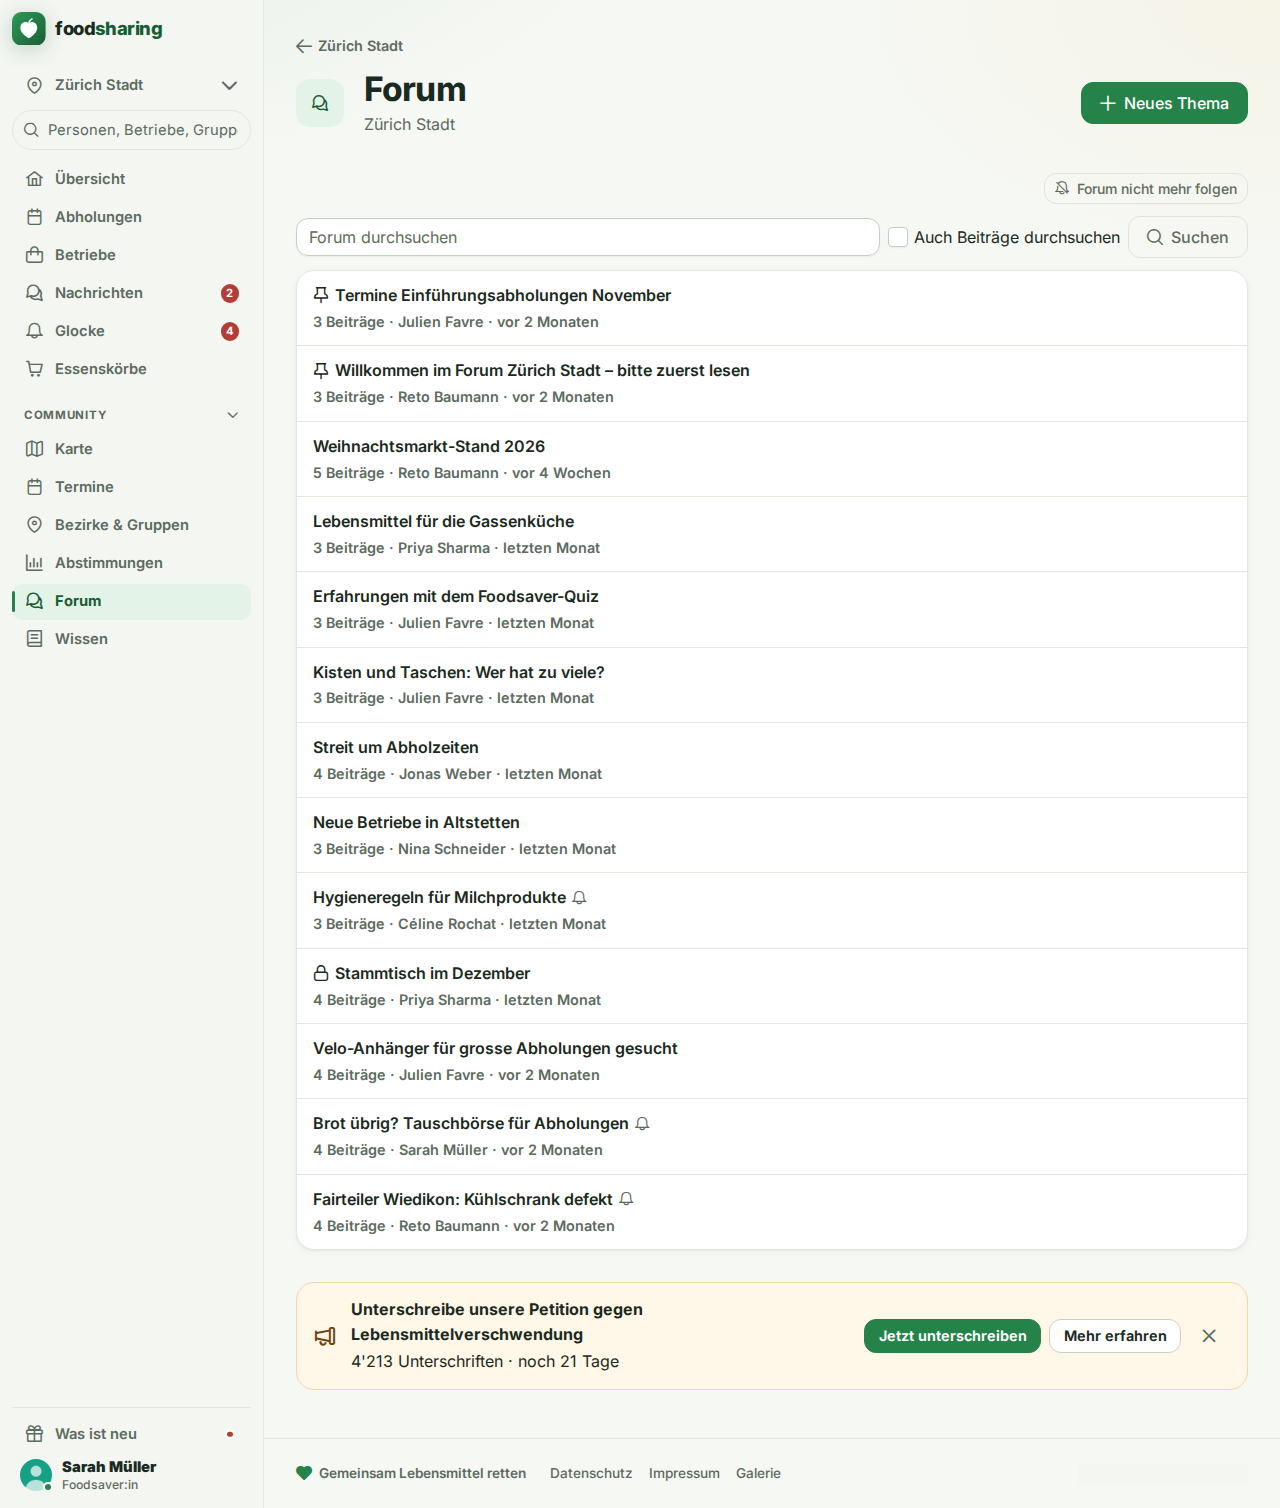 foodsharing
Zürich Stadt
Personen, Betriebe, Grupp
Übersicht
Abholungen
Betriebe
Nachrichten 2
Glocke 4
Essenskörbe
COMMUNITY
Karte
Termine
Bezirke & Gruppen
Abstimmungen
Forum
Wissen
Was ist neu
Sarah Müller
Foodsaver:in
Zürich Stadt
Forum
Zürich Stadt
Neues Thema
Forum nicht mehr folgen
Forum durchsuchen
Auch Beiträge durchsuchen
Suchen
Termine Einführungsabholungen November
3 Beiträge · Julien Favre · vor 2 Monaten
Willkommen im Forum Zürich Stadt – bitte zuerst lesen
3 Beiträge · Reto Baumann · vor 2 Monaten
Weihnachtsmarkt-Stand 2026
5 Beiträge · Reto Baumann · vor 4 Wochen
Lebensmittel für die Gassenküche
3 Beiträge · Priya Sharma · letzten Monat
Erfahrungen mit dem Foodsaver-Quiz
3 Beiträge · Julien Favre · letzten Monat
Kisten und Taschen: Wer hat zu viele?
3 Beiträge · Julien Favre · letzten Monat
Streit um Abholzeiten
4 Beiträge · Jonas Weber · letzten Monat
Neue Betriebe in Altstetten
3 Beiträge · Nina Schneider · letzten Monat
Hygieneregeln für Milchprodukte
3 Beiträge · Céline Rochat · letzten Monat
Stammtisch im Dezember
4 Beiträge · Priya Sharma · letzten Monat
Velo-Anhänger für grosse Abholungen gesucht
4 Beiträge · Julien Favre · vor 2 Monaten
Brot übrig? Tauschbörse für Abholungen
4 Beiträge · Sarah Müller · vor 2 Monaten
Fairteiler Wiedikon: Kühlschrank defekt
4 Beiträge · Reto Baumann · vor 2 Monaten
Unterschreibe unsere Petition gegen
Lebensmittelverschwendung
4'213 Unterschriften · noch 21 Tage
Jetzt unterschreiben
Mehr erfahren
Gemeinsam Lebensmittel retten
Datenschutz
Impressum
Galerie